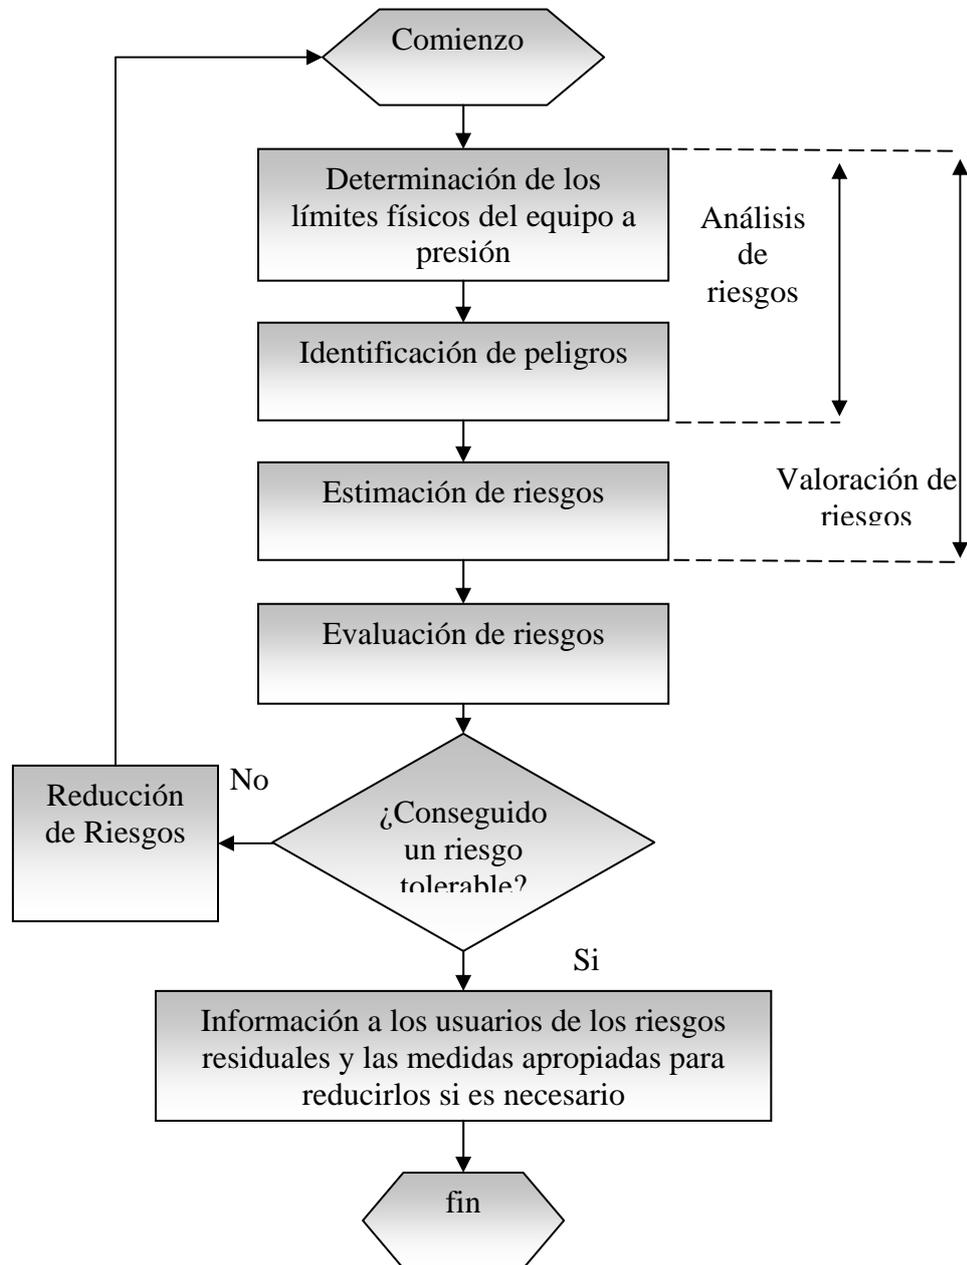 Comienzo
Determinación de los
límites físicos del equipo a
presión
Análisis
de
riesgos
Identificación de peligros
Estimación de riesgos
Valoración de
riesgos
Evaluación de riesgos
Reducción
de Riesgos
No
¿Conseguido
un riesgo
tolerable?
Si
Información a los usuarios de los riesgos
residuales y las medidas apropiadas para
reducirlos si es necesario
fin